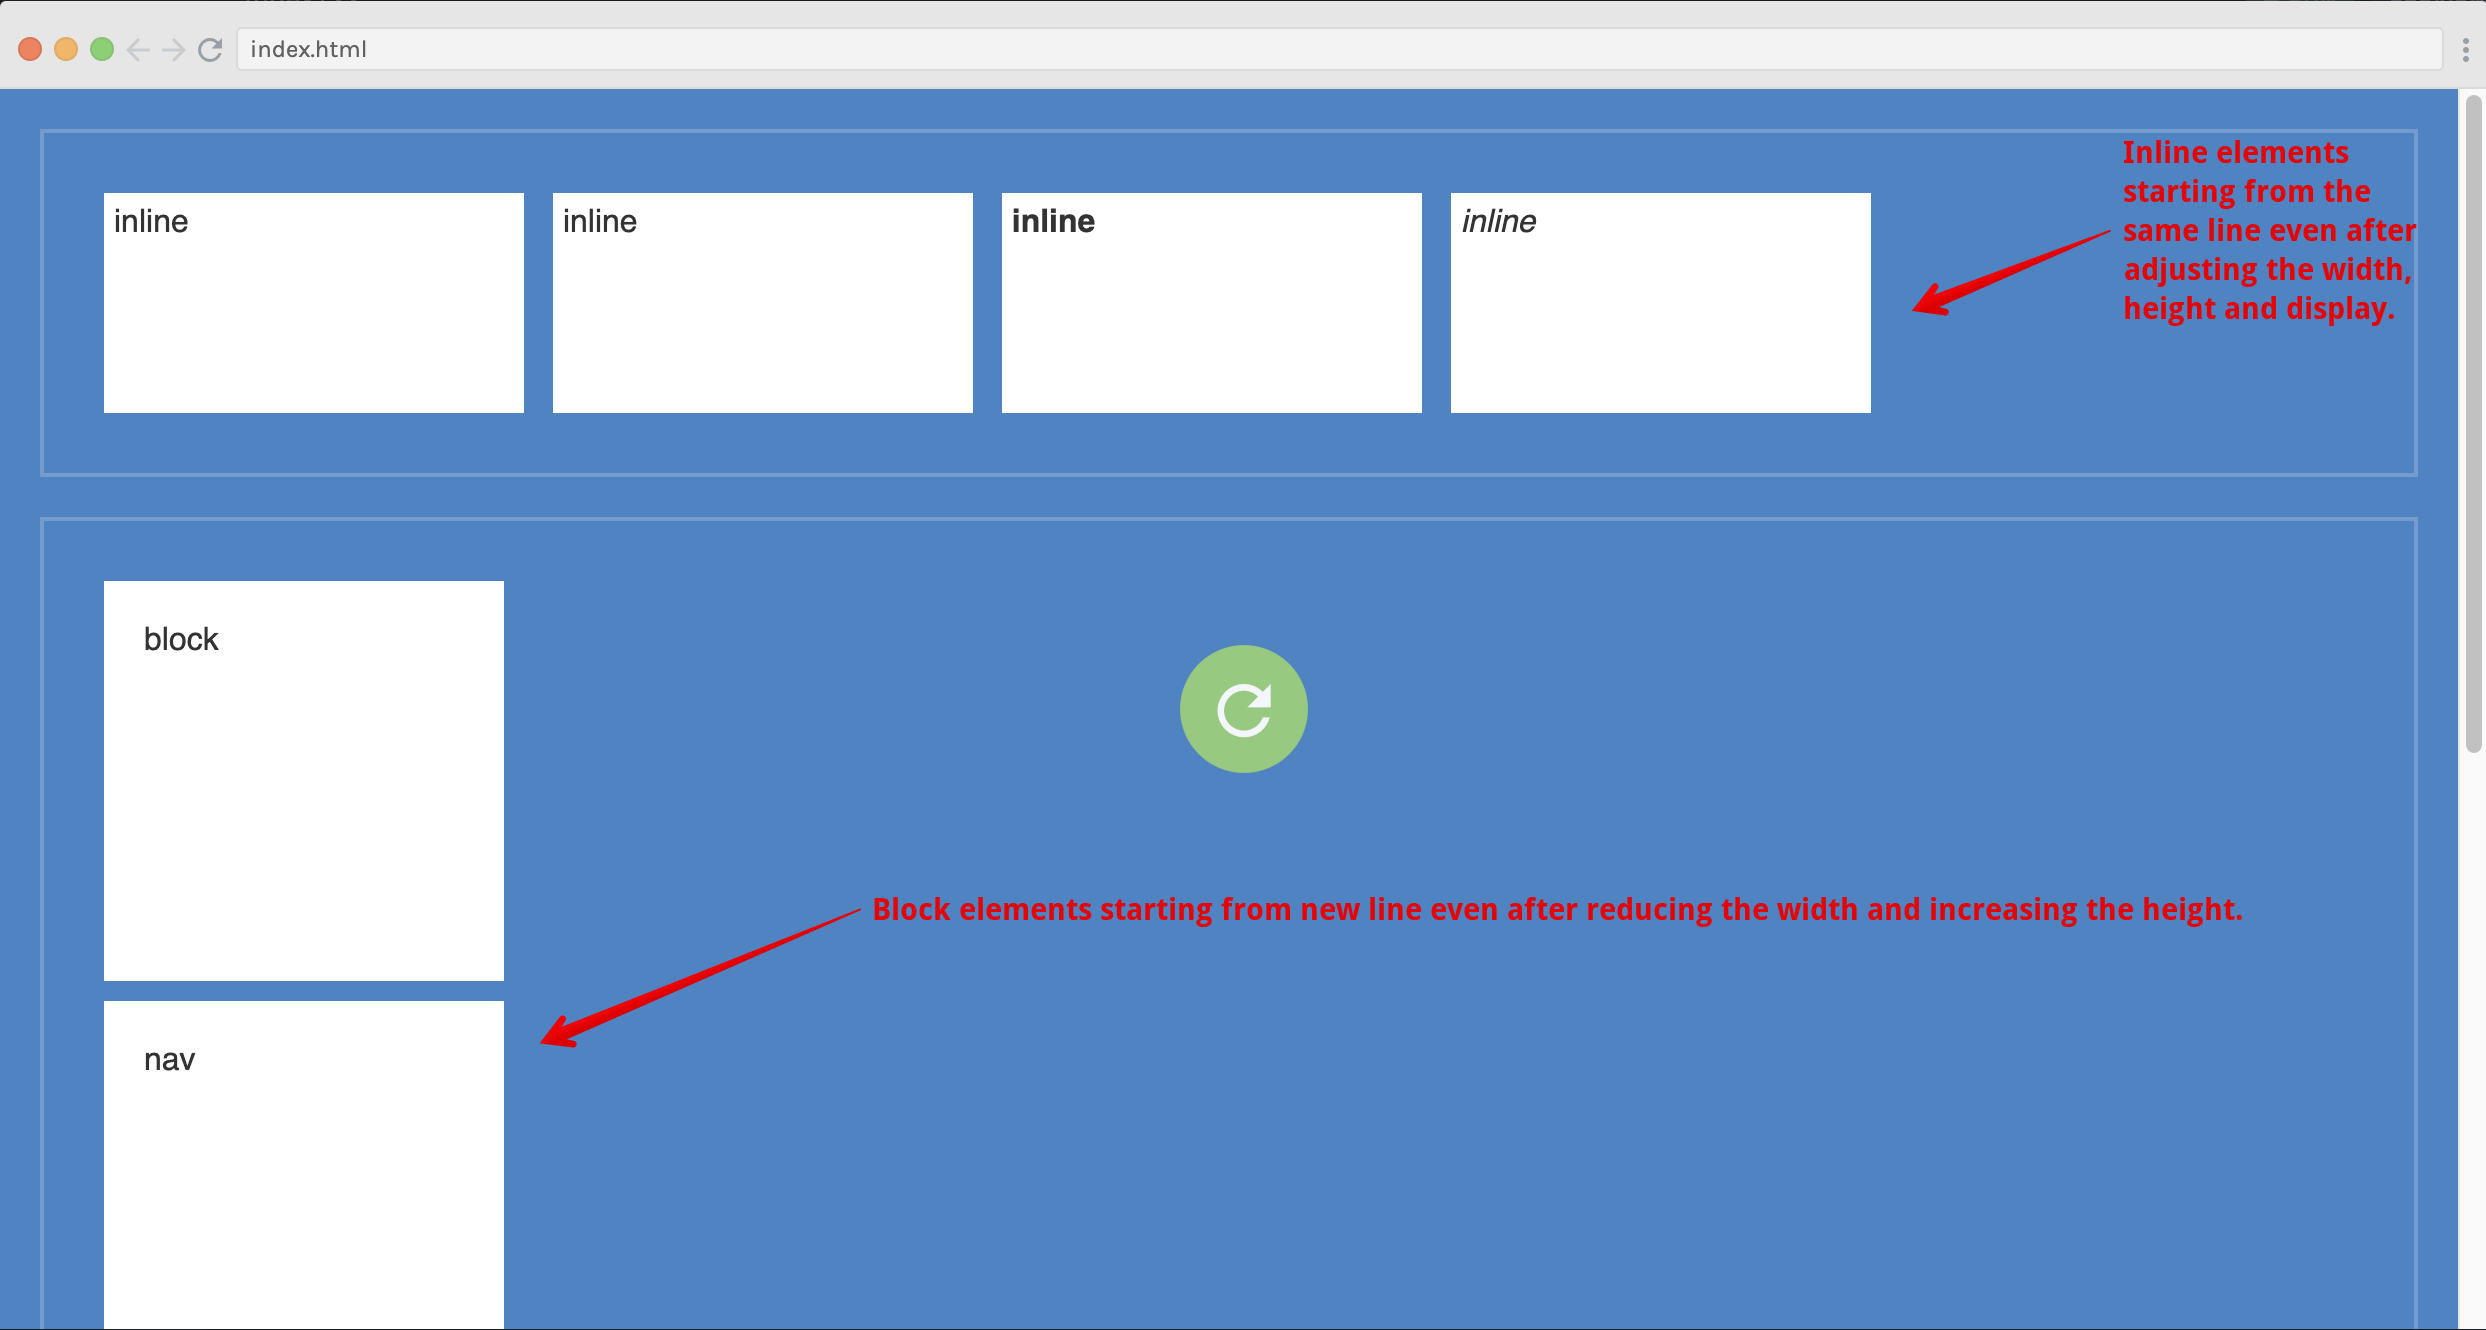 index.html
inline
inline
inline
inline
Inline elements
starting from the
same line even after
adjusting the width,
height and display.
block
Block elements starting from new line even after reducing the width and increasing the height.
nav